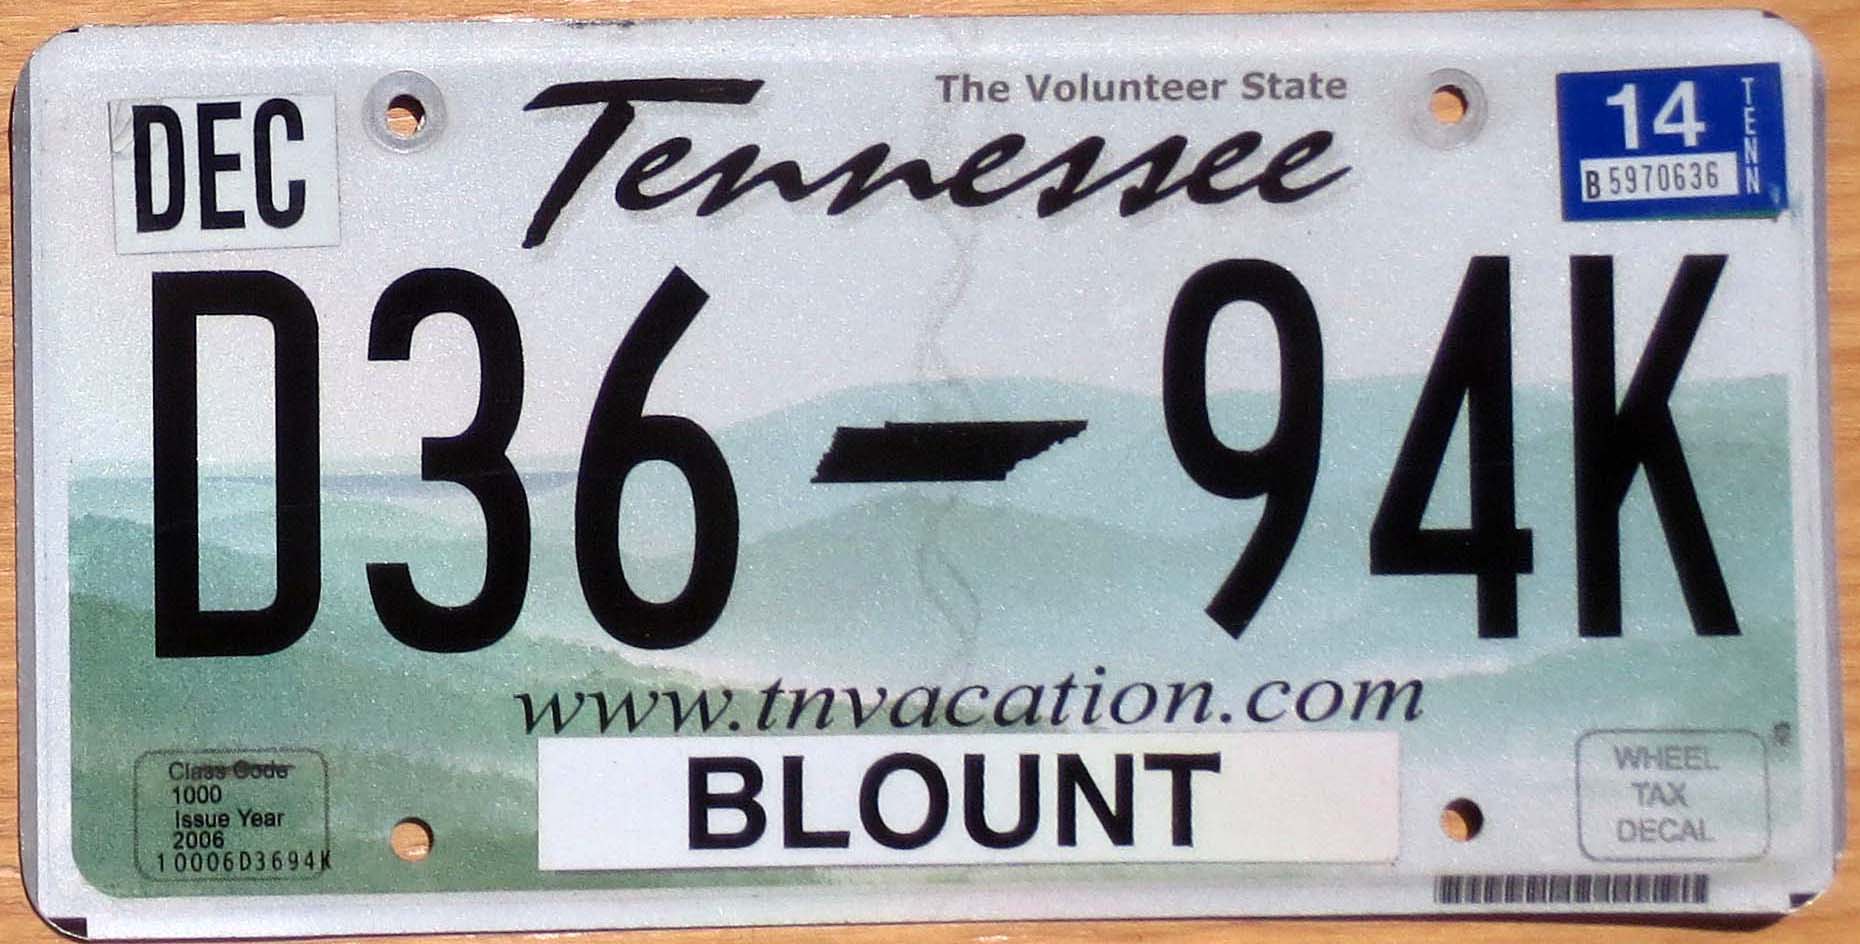 The Volunteer State
DEC
Tennessee
14
TENN
B 5970636
D36-94K
www.tnvacation.com
BLOUNT
Class Code
1000
Issue Year
2006
10006D3694K
WHEEL
TAX
DECAL